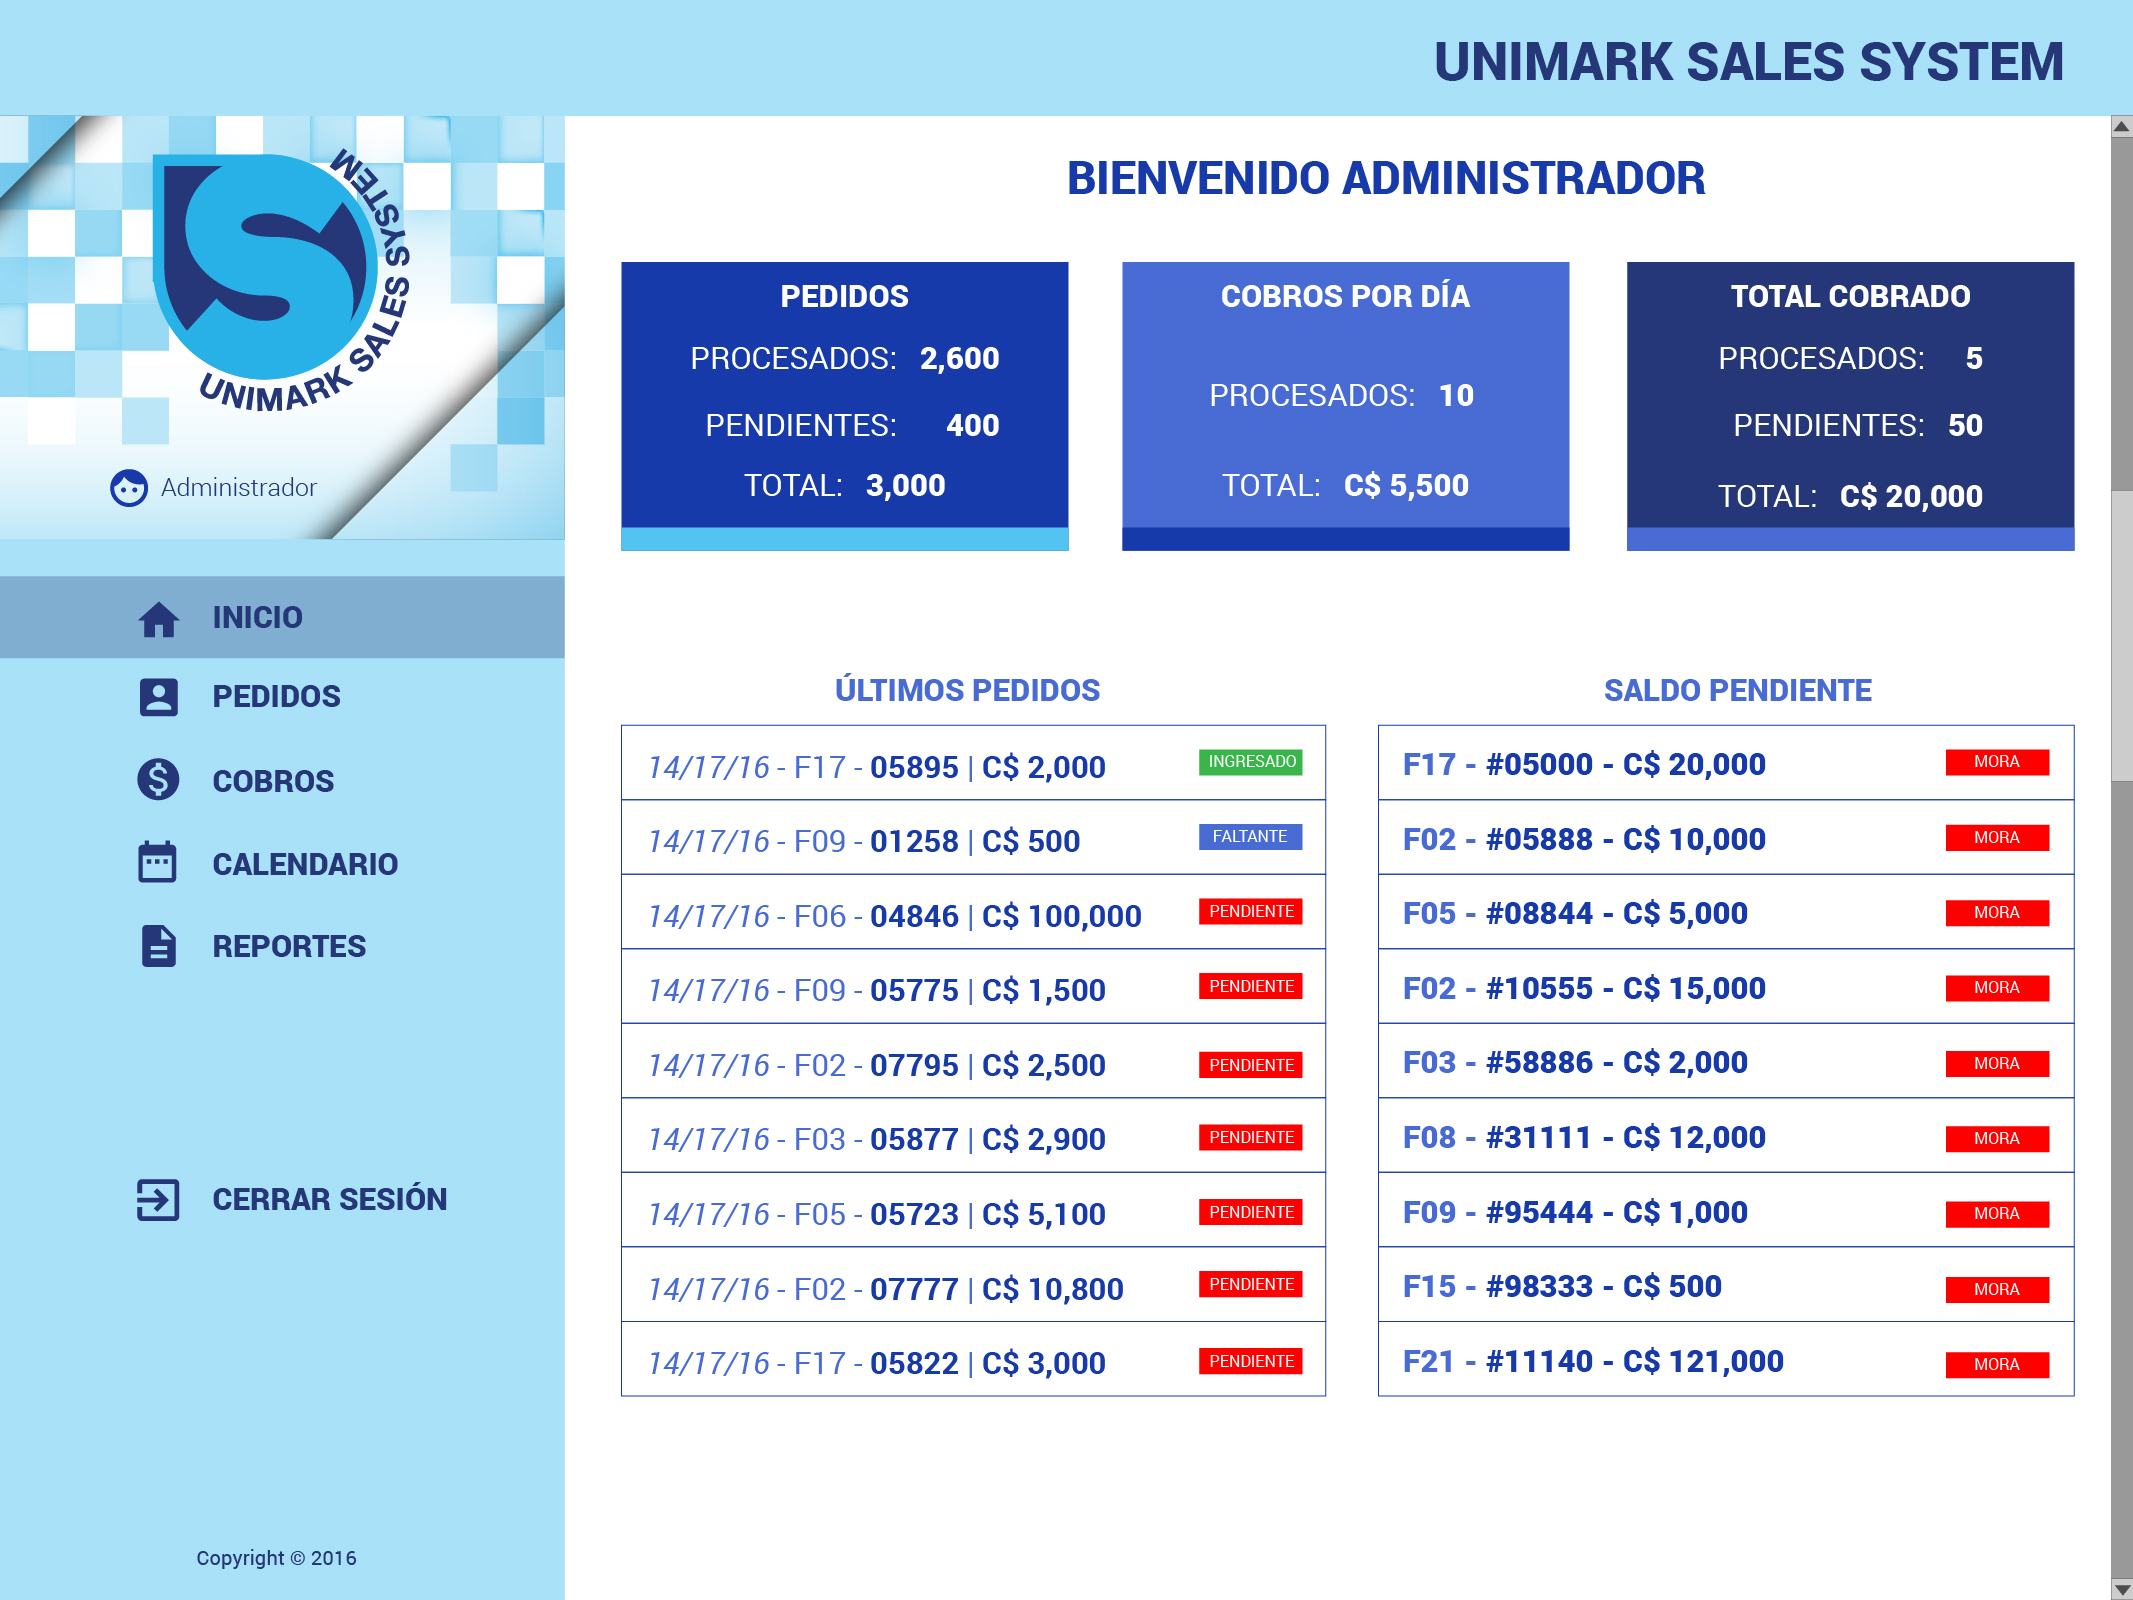 UNIMARK SALES SYSTEM
UNIMARK SALES SYSTEM
Administrador
INICIO
PEDIDOS
COBROS
CALENDARIO
REPORTES
CERRAR SESIÓN
Copyright © 2016
BIENVENIDO ADMINISTRADOR
PEDIDOS
PROCESADOS: 2,600
PENDIENTES: 400
TOTAL: 3,000
COBROS POR DÍA
PROCESADOS: 10
TOTAL: C$ 5,500
TOTAL COBRADO
PROCESADOS: 5
PENDIENTES: 50
TOTAL: C$ 20,000
ÚLTIMOS PEDIDOS
14/17/16 - F17 - 05895 | C$ 2,000 INGRESADO
14/17/16 - F09 - 01258 | C$ 500 FALTANTE
14/17/16 - F06 - 04846 | C$ 100,000 PENDIENTE
14/17/16 - F09 - 05775 | C$ 1,500 PENDIENTE
14/17/16 - F02 - 07795 | C$ 2,500 PENDIENTE
14/17/16 - F03 - 05877 | C$ 2,900 PENDIENTE
14/17/16 - F05 - 05723 | C$ 5,100 PENDIENTE
14/17/16 - F02 - 07777 | C$ 10,800 PENDIENTE
14/17/16 - F17 - 05822 | C$ 3,000 PENDIENTE
SALDO PENDIENTE
F17 - #05000 - C$ 20,000 MORA
F02 - #05888 - C$ 10,000 MORA
F05 - #08844 - C$ 5,000 MORA
F02 - #10555 - C$ 15,000 MORA
F03 - #58886 - C$ 2,000 MORA
F08 - #31111 - C$ 12,000 MORA
F09 - #95444 - C$ 1,000 MORA
F15 - #98333 - C$ 500 MORA
F21 - #11140 - C$ 121,000 MORA